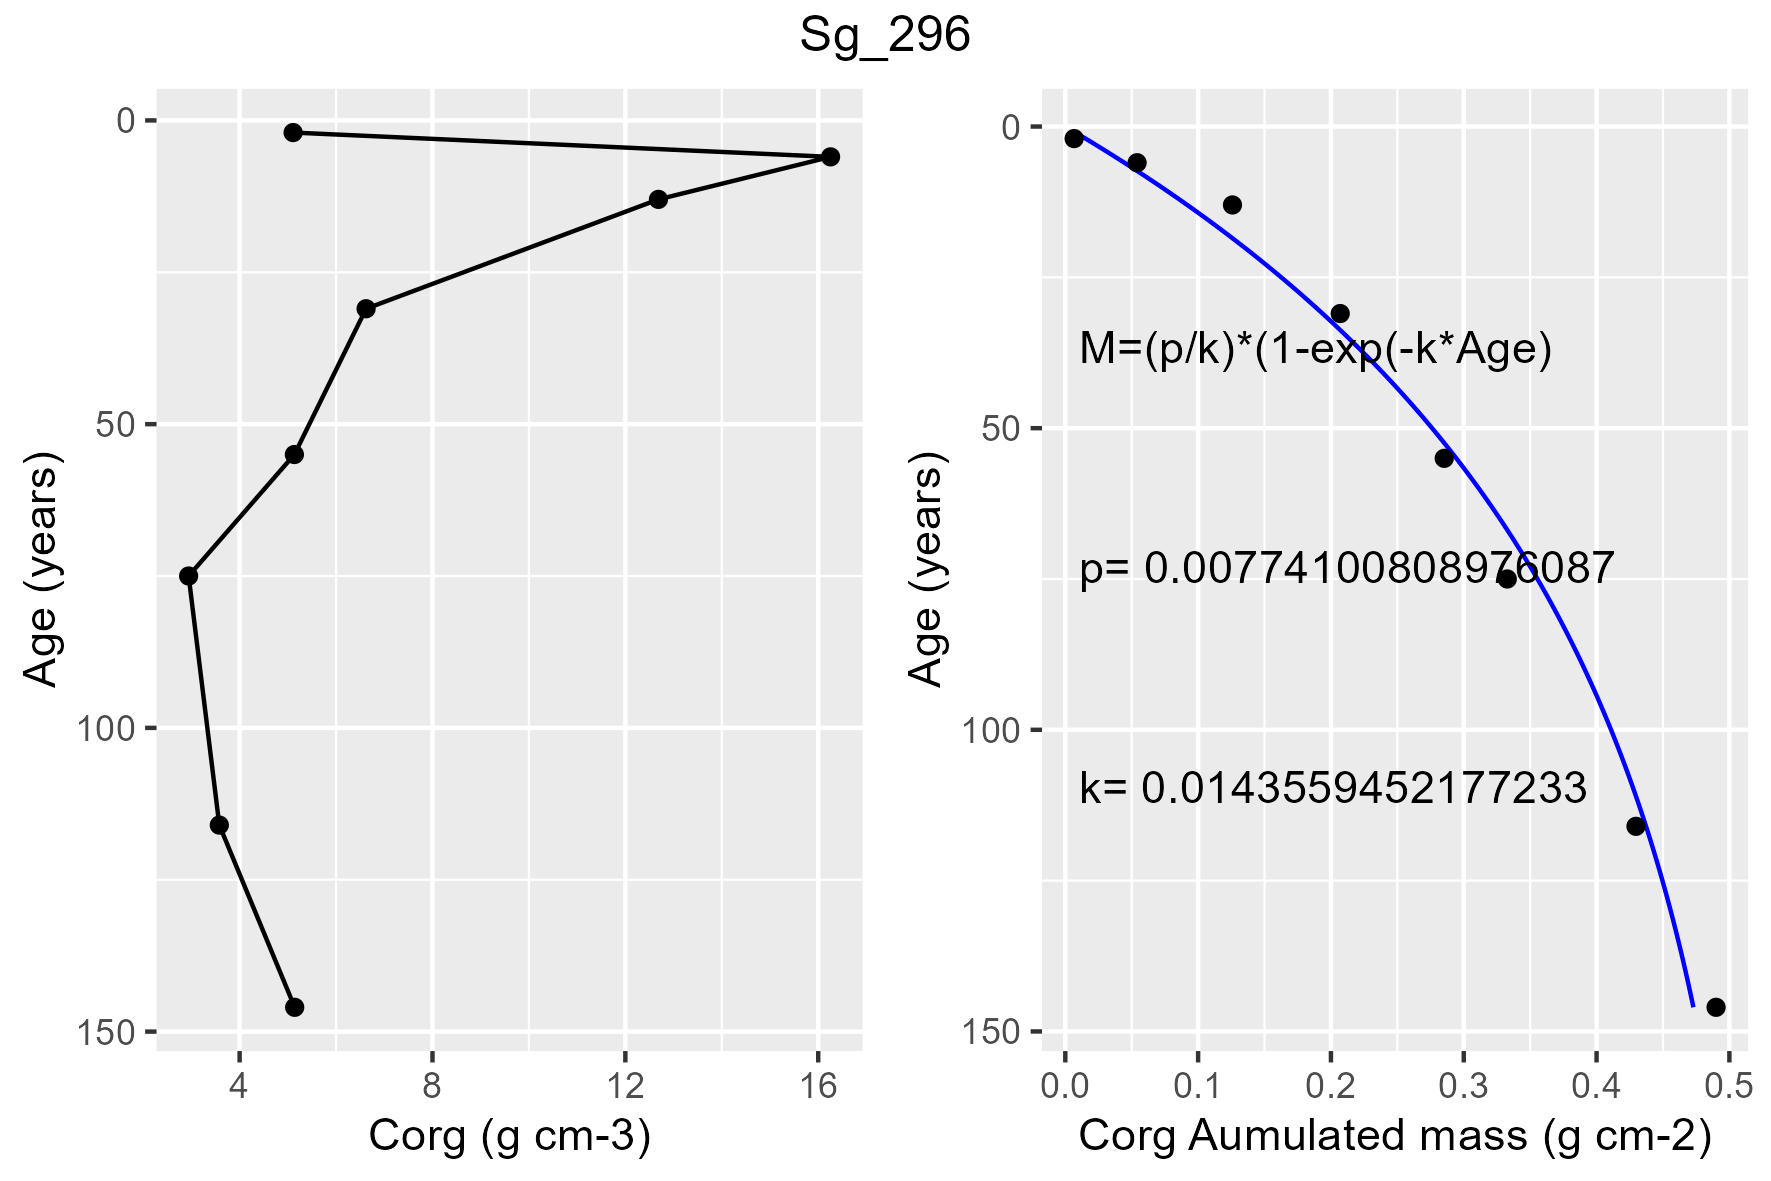 Sg_296
0
50
100
150
Age (years)
4 8 12 16
Corg (g cm-3)
0
50
100
150
Age (years)
M=(p/k)*(1-exp(-k*Age)
p= 0.00774100808976087
k= 0.0143559452177233
0.0 0.1 0.2 0.3 0.4 0.5
Corg Aumulated mass (g cm-2)